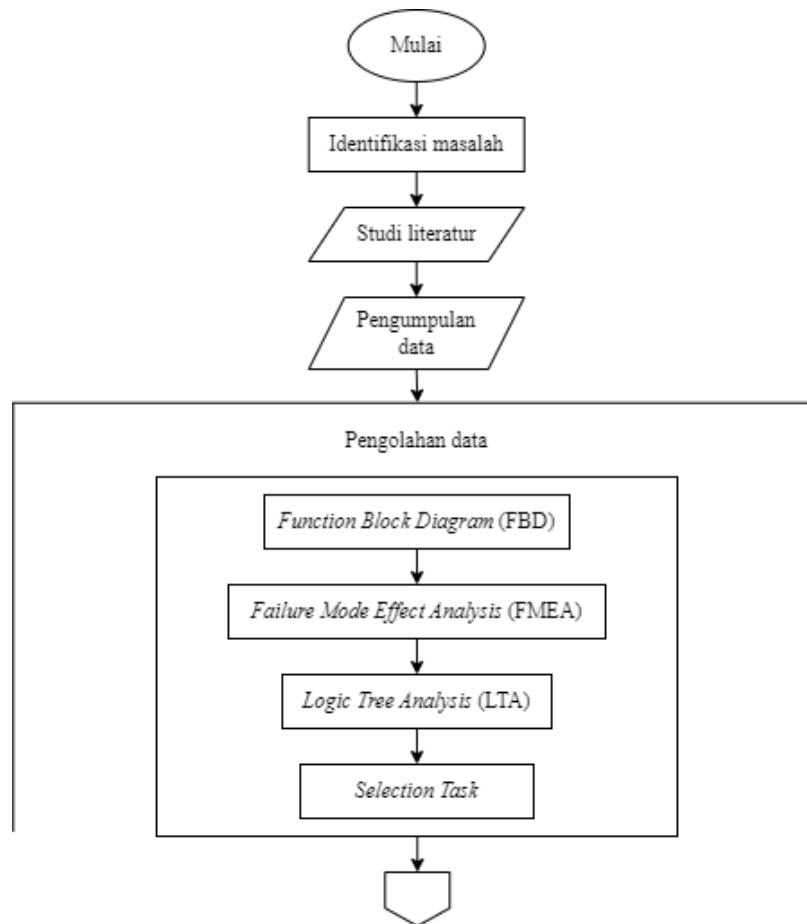 Mulai
Identifikasi masalah
Studi literatur
Pengumpulan
data
Pengolahan data
Function Block Diagram (FBD)
Failure Mode Effect Analysis (FMEA)
Logic Tree Analysis (LTA)
Selection Task